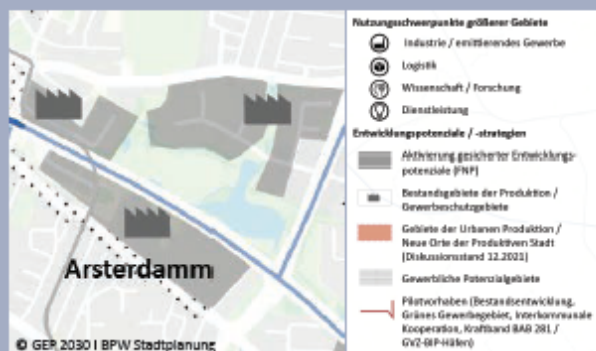 Arsterdamm
© GEP 2030 I BPW Stadtplanung
Nutzungsschwerpunkte größerer Gebiete
Industrie / emittierendes Gewerbe
Logistik
Wissenschaft / Forschung
Dienstleistung
Entwicklungspotenziale / -strategien
Aktivierung gesicherter Entwicklungs-
potenziale (FNP)
Bestandsgebiete der Produktion /
Gewerbeschutzgebiete
Gebiete der Urbanen Produktion /
Neue Orte der Produktiven Stadt
(Diskussionsstand 12.2021)
Gewerbliche Potenzialgebiete
Pilotvorhaben (Bestandsentwicklung,
Grünes Gewerbegebiet, Interkommunale
Kooperation, Kraftband BAB 281 /
GVZ-BIP-Häfen)